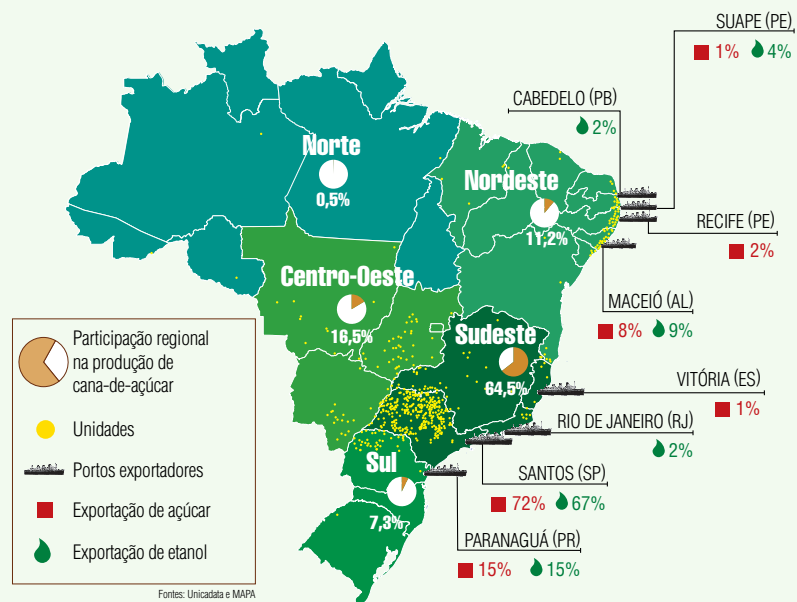 SUAPE (PE)
1% 4%
CABEDELO (PB)
2%
Norte
0,5%
Nordeste
11,2%
RECIFE (PE)
2%
Centro-Oeste
16,5%
MACEIÓ (AL)
8% 9%
Sudeste
64,5%
Participação regional
na produção de
cana-de-açúcar
Unidades
Portos exportadores
Exportação de açúcar
Exportação de etanol
VITÓRIA (ES)
1%
RIO DE JANEIRO (RJ)
2%
Sul
7,3%
SANTOS (SP)
72% 67%
PARANAGUÁ (PR)
15% 15%
Fontes: Unicadata e MAPA